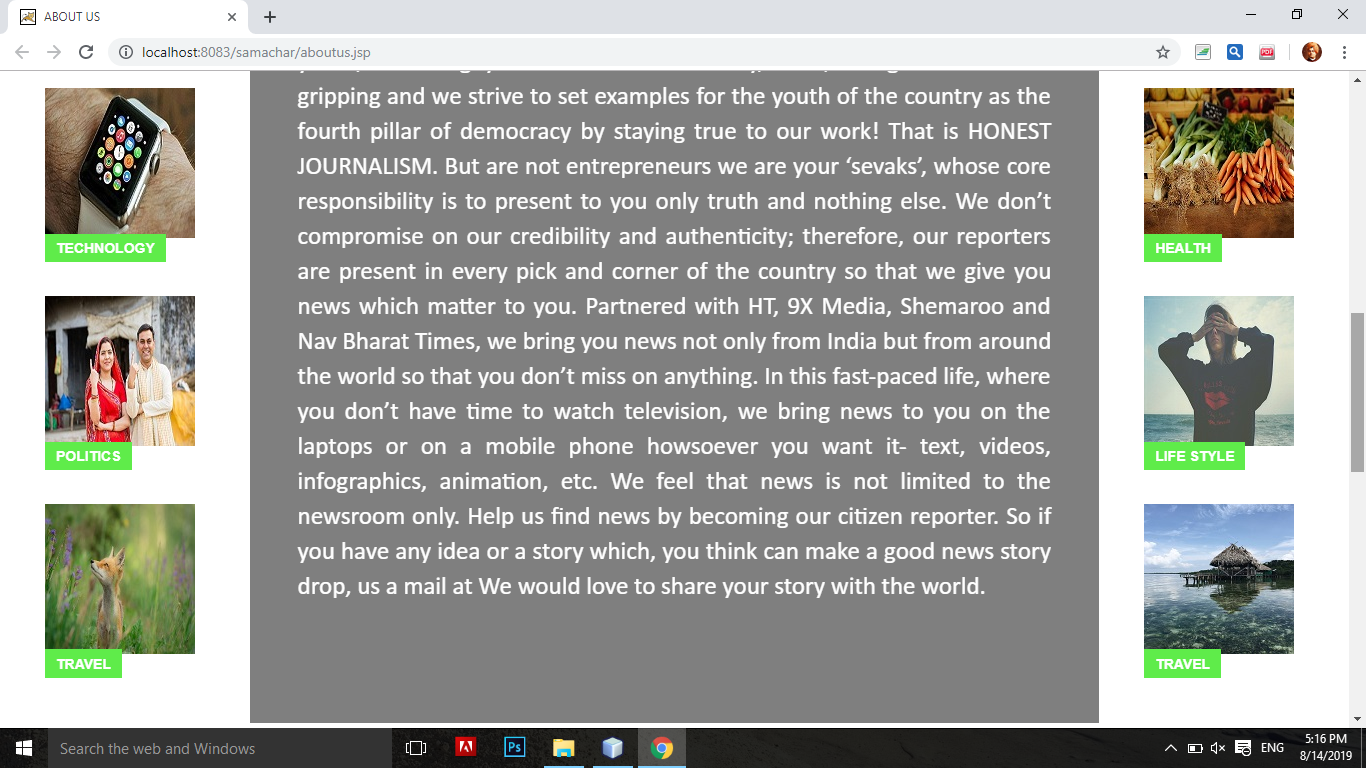 ABOUT US
localhost:8083/samachar/aboutus.jsp
gripping and we strive to set examples for the youth of the country as the
fourth pillar of democracy by staying true to our work! That is HONEST
JOURNALISM. But are not entrepreneurs we are your ‘sevaks’, whose core
responsibility is to present to you only truth and nothing else. We don’t
compromise on our credibility and authenticity; therefore, our reporters
are present in every pick and corner of the country so that we give you
news which matter to you. Partnered with HT, 9X Media, Shemaroo and
Nav Bharat Times, we bring you news not only from India but from around
the world so that you don’t miss on anything. In this fast-paced life, where
you don’t have time to watch television, we bring news to you on the
laptops or on a mobile phone howsoever you want it- text, videos,
infographics, animation, etc. We feel that news is not limited to the
newsroom only. Help us find news by becoming our citizen reporter. So if
you have any idea or a story which, you think can make a good news story
drop, us a mail at We would love to share your story with the world.
TECHNOLOGY
POLITICS
TRAVEL
HEALTH
LIFE STYLE
TRAVEL
PDF
Search the web and Windows
Ps
ENG
5:16 PM
8/14/2019